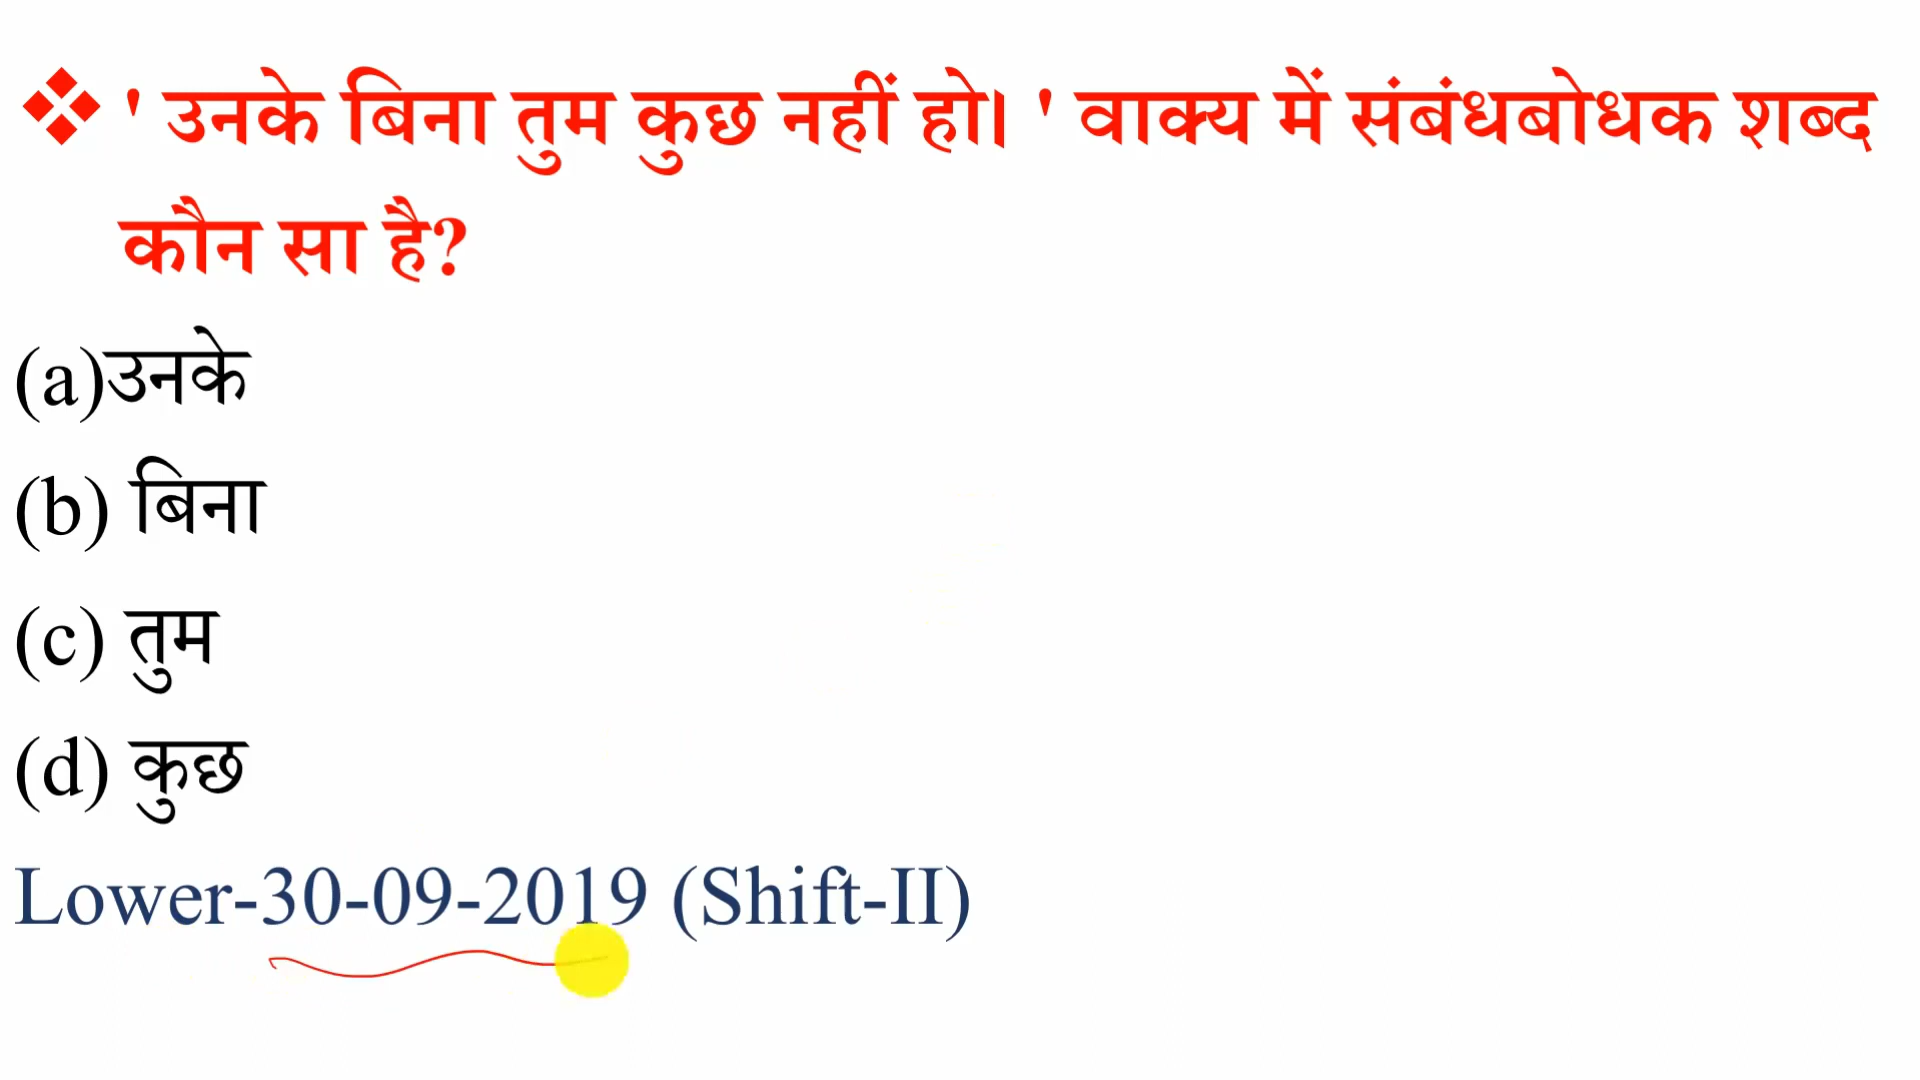 ❖ ' उनके बिना तुम कुछ नहीं हो। ' वाक्य में संबंधबोधक शब्द
कौन सा है?
(a)उनके
(b) बिना
(c) तुम
(d) कुछ
Lower-30-09-2019 (Shift-II)